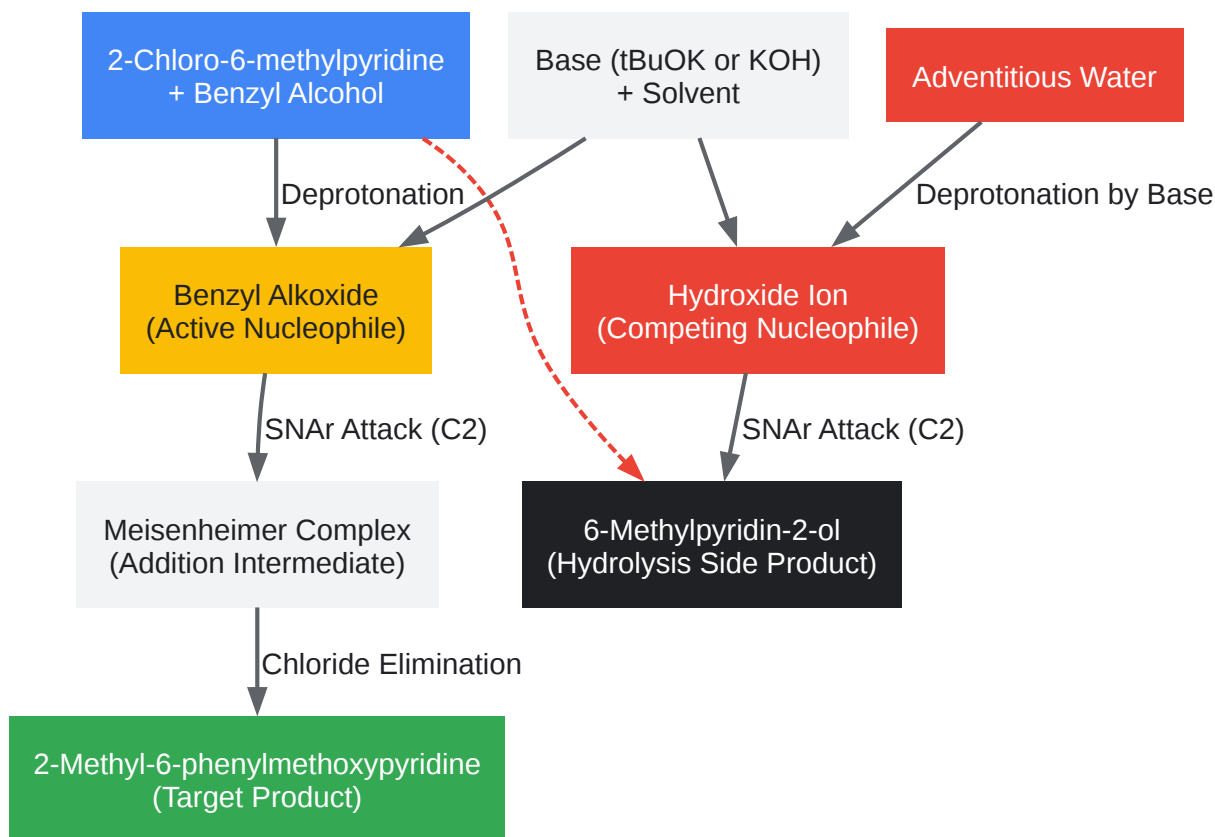 2-Chloro-6-methylpyridine
+ Benzyl Alcohol
Base (tBuOK or KOH)
+ Solvent
Adventitious Water
Deprotonation
Deprotonation by Base
Benzyl Alkoxide
(Active Nucleophile)
Hydroxide Ion
(Competing Nucleophile)
SNAr Attack (C2)
SNAr Attack (C2)
Meisenheimer Complex
(Addition Intermediate)
6-Methylpyridin-2-ol
(Hydrolysis Side Product)
Chloride Elimination
2-Methyl-6-phenylmethoxypyridine
(Target Product)